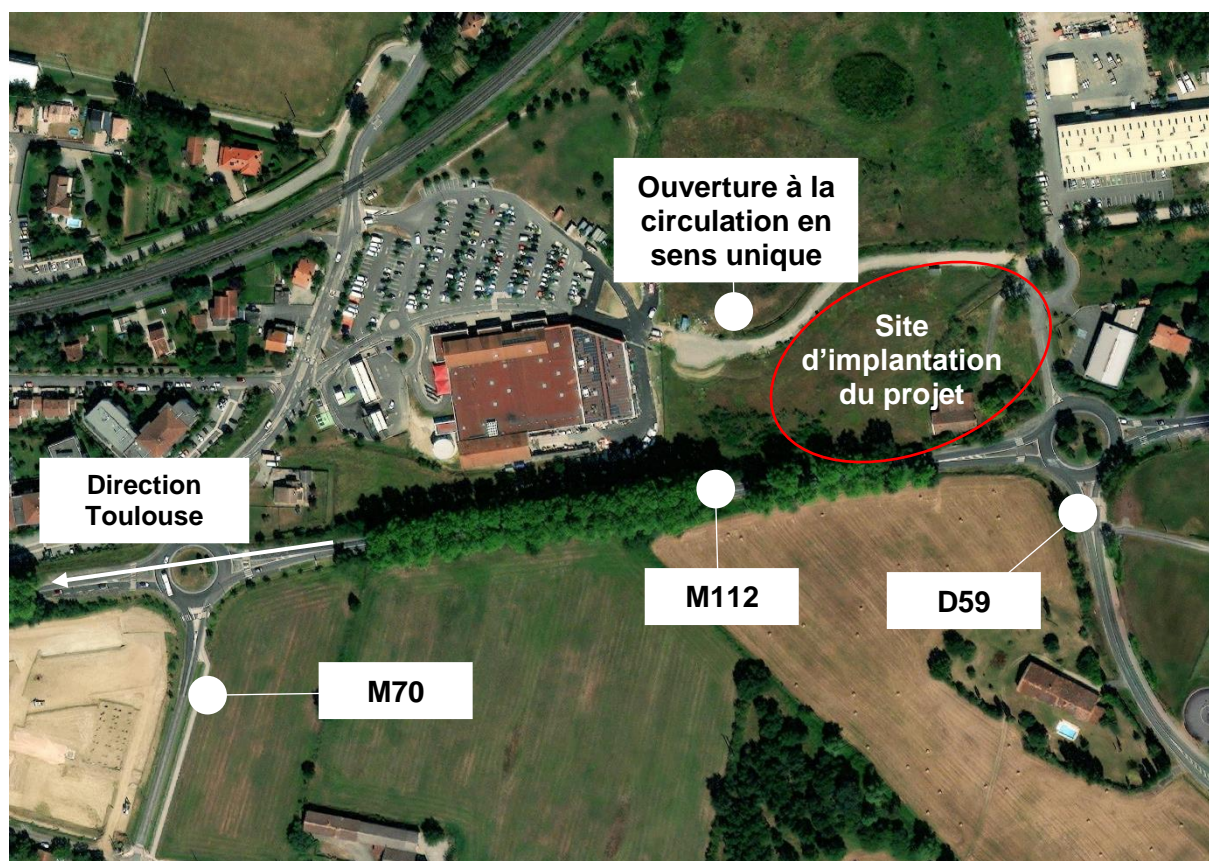 Ouverture à la
circulation en
sens unique
Site
d’implantation
du projet
Direction
Toulouse
M112
D59
M70